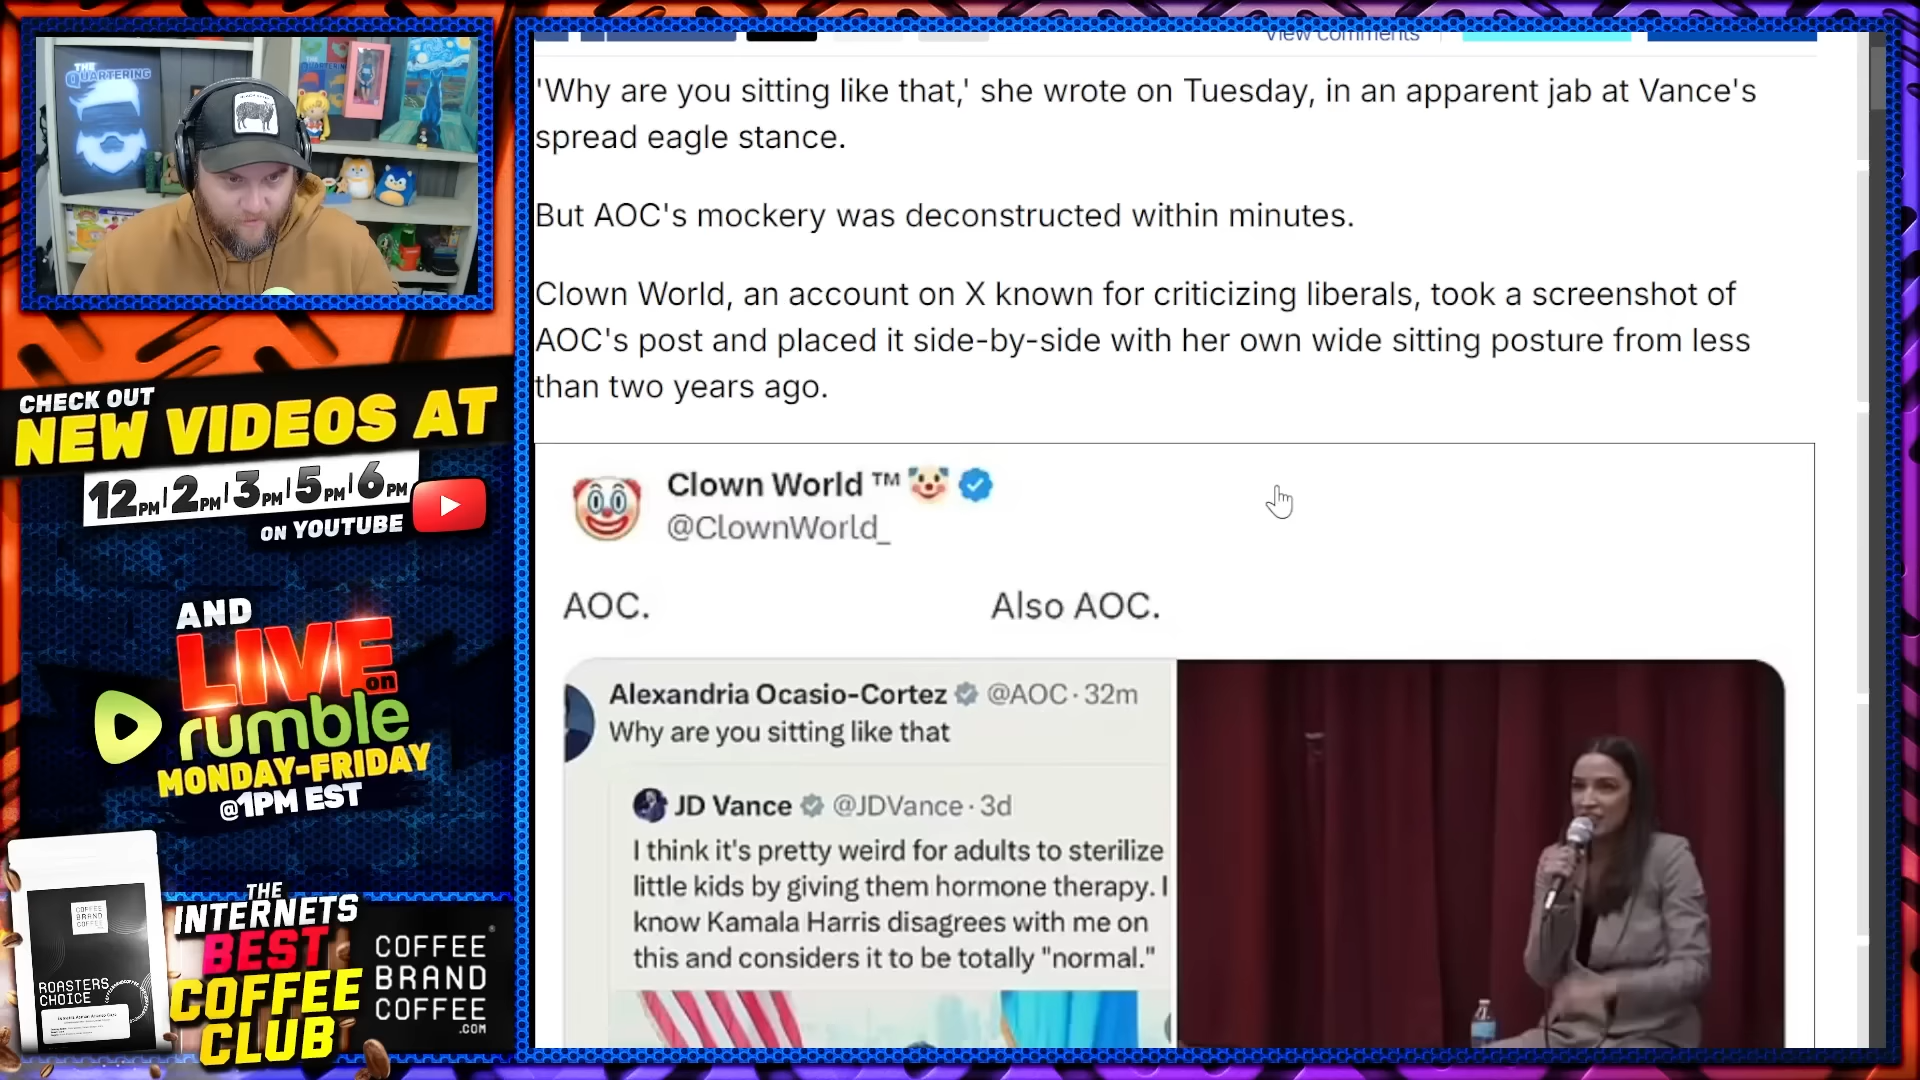 THE
QUARTERING
CHECK OUT
NEW VIDEOS AT
12PM | 2PM | 3PM | 5PM | 6PM
ON YOUTUBE
AND
LIVE
on
rumble
MONDAY-FRIDAY
@1PM EST
THE
INTERNETS
BEST
COFFEE
CLUB
COFFEE
BRAND
COFFEE
ROASTERS
CHOICE
COFFEE
BRAND
COFFEE
.COM
View comments
'Why are you sitting like that,' she wrote on Tuesday, in an apparent jab at Vance's
spread eagle stance.
But AOC's mockery was deconstructed within minutes.
Clown World, an account on X known for criticizing liberals, took a screenshot of
AOC's post and placed it side-by-side with her own wide sitting posture from less
than two years ago.
Clown World ™ 🤡
@ClownWorld_
AOC. Also AOC.
Alexandria Ocasio-Cortez @AOC · 32m
Why are you sitting like that
JD Vance @JDVance · 3d
I think it's pretty weird for adults to sterilize
little kids by giving them hormone therapy. I
know Kamala Harris disagrees with me on
this and considers it to be totally "normal."